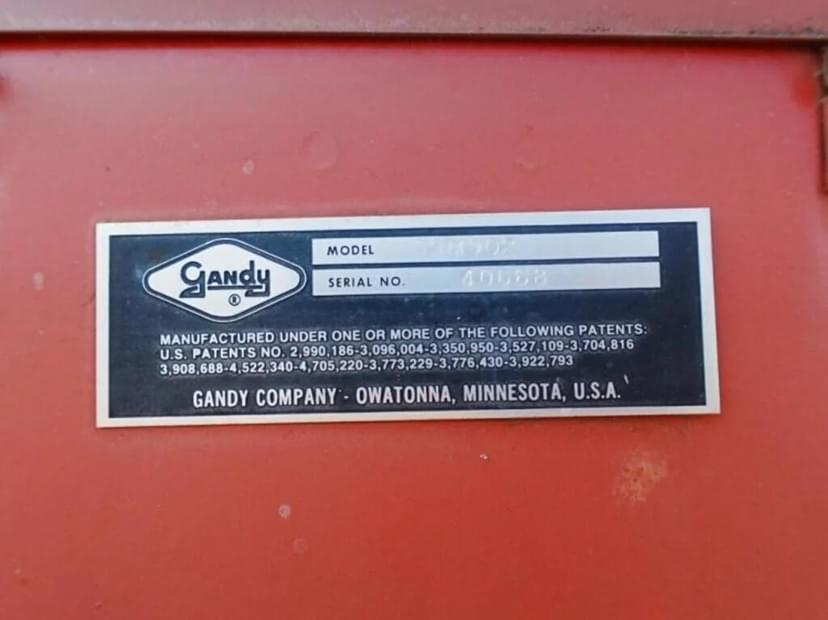 Gandy
®
MODEL
SERIAL NO. 40668
MANUFACTURED UNDER ONE OR MORE OF THE FOLLOWING PATENTS:
U.S. PATENTS NO. 2,990,186-3,096,004-3,350,950-3,527,109-3,704,816
3,908,688-4,522,340-4,705,220-3,773,229-3,776,430-3,922,793
GANDY COMPANY - OWATONNA, MINNESOTA, U.S.A.